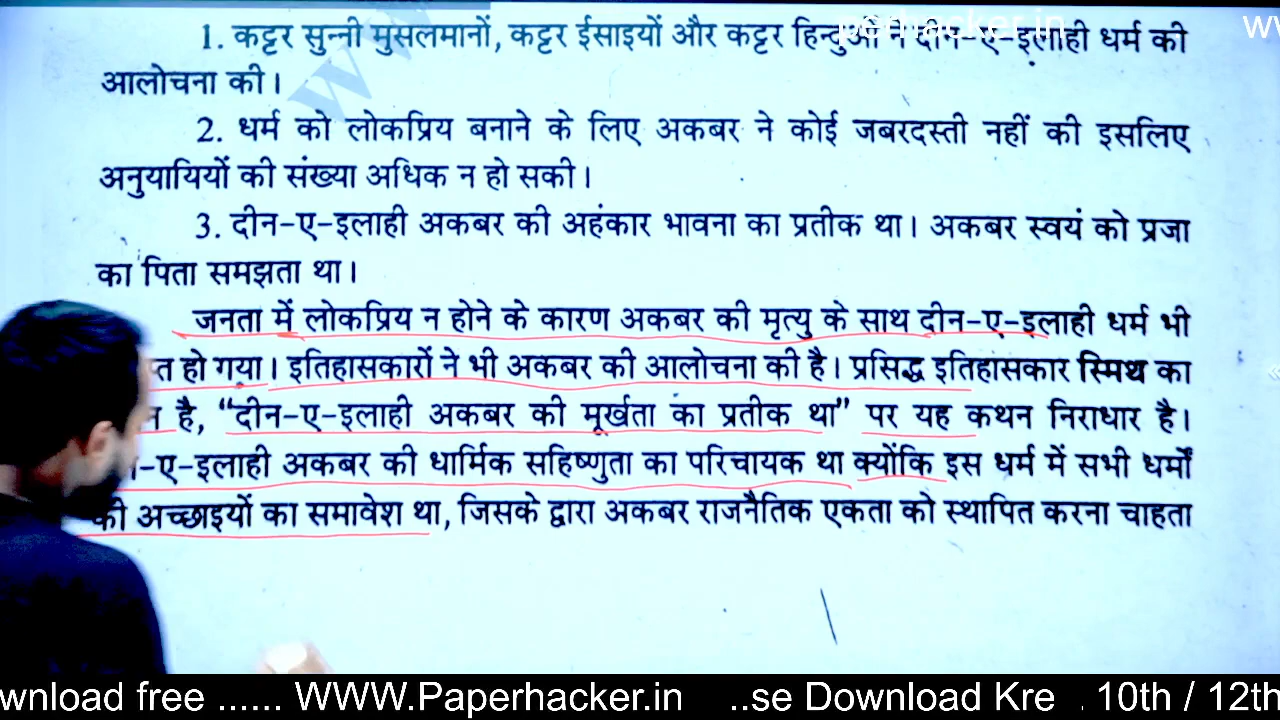 1. कट्टर सुन्नी मुसलमानों, कट्टर ईसाइयों और कट्टर हिन्दुओं ने दीन-ए-इलाही धर्म की
आलोचना की।
2. धर्म को लोकप्रिय बनाने के लिए अकबर ने कोई जबरदस्ती नहीं की इसलिए
अनुयायियों की संख्या अधिक न हो सकी।
3. दीन-ए-इलाही अकबर की अहंकार भावना का प्रतीक था। अकबर स्वयं को प्रजा
का पिता समझता था।
जनता में लोकप्रिय न होने के कारण अकबर की मृत्यु के साथ दीन-ए-इलाही धर्म भी
हो गया। इतिहासकारों ने भी अकबर की आलोचना की है। प्रसिद्ध इतिहासकार स्मिथ का
है, “दीन-ए-इलाही अकबर की मूर्खता का प्रतीक था” पर यह कथन निराधार है।
-ए-इलाही अकबर की धार्मिक सहिष्णुता का परिचायक था क्योंकि इस धर्म में सभी धर्मों
की अच्छाइयों का समावेश था, जिसके द्वारा अकबर राजनैतिक एकता को स्थापित करना चाहता
perhacker.in
w
wnload free ...... WWW.Paperhacker.in ..se Download Kre . 10th / 12th